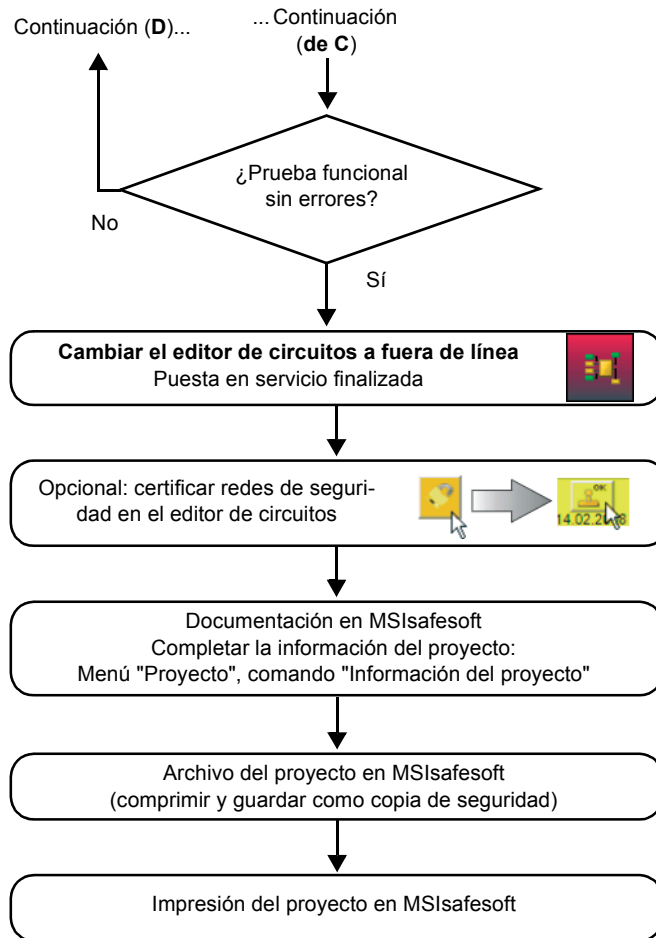 Continuación (D)...
... Continuación
(de C)
¿Prueba funcional
sin errores?
No
Sí
Cambiar el editor de circuitos a fuera de línea
Puesta en servicio finalizada
Opcional: certificar redes de seguri-
dad en el editor de circuitos
OK
Documentación en MSIsafesoft
Completar la información del proyecto:
Menú "Proyecto", comando "Información del proyecto"
Archivo del proyecto en MSIsafesoft
(comprimir y guardar como copia de seguridad)
Impresión del proyecto en MSIsafesoft